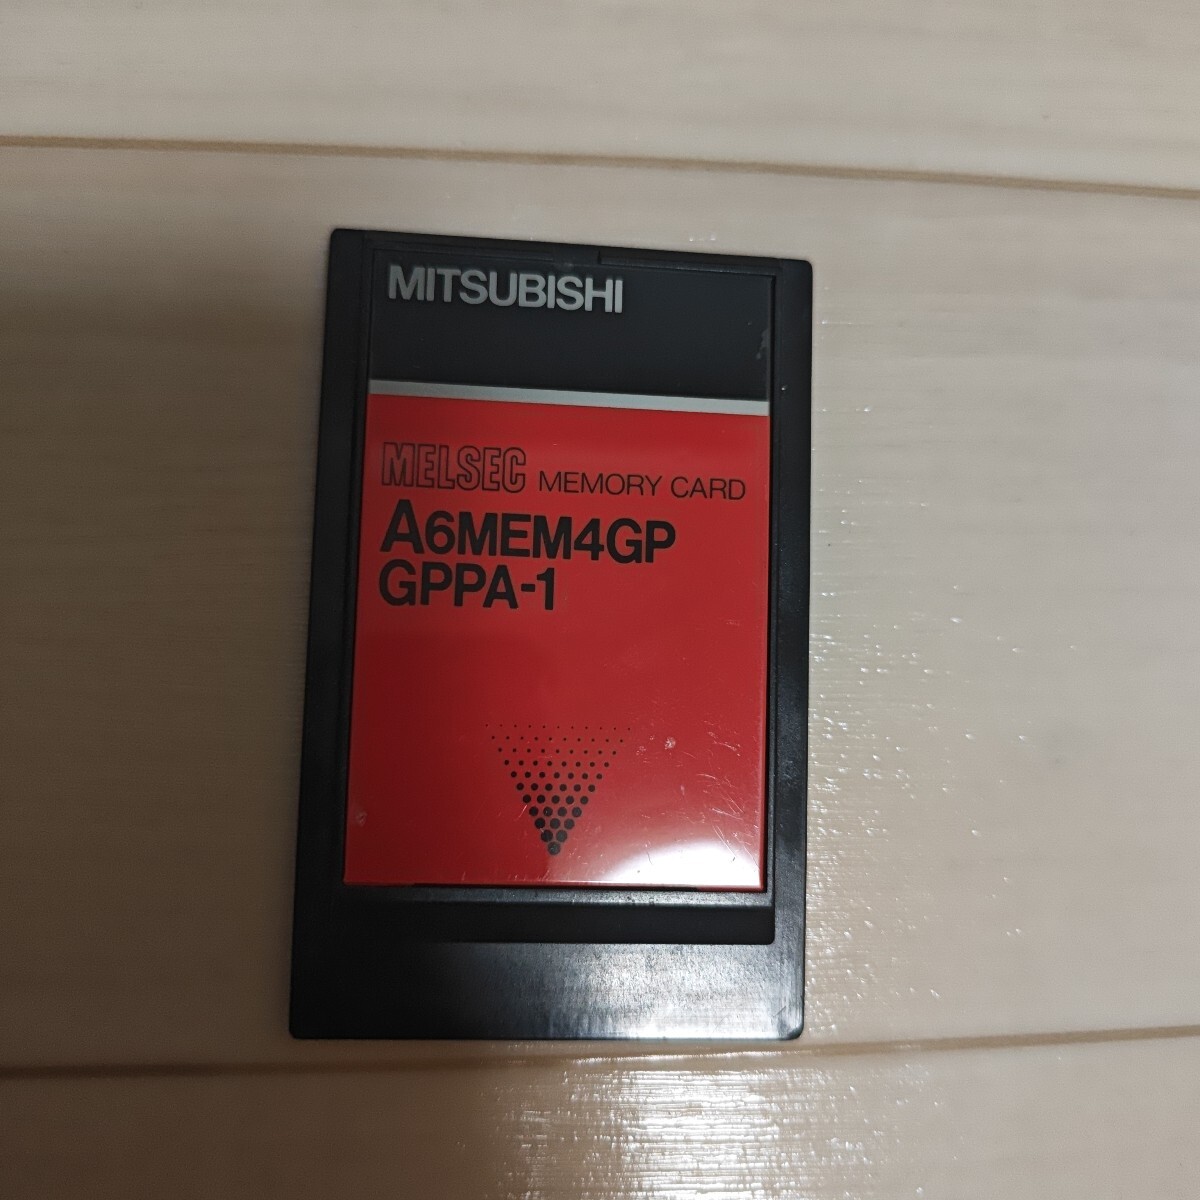 MITSUBISHI
MELSEC MEMORY CARD
A6MEM4GP
GPPA-1